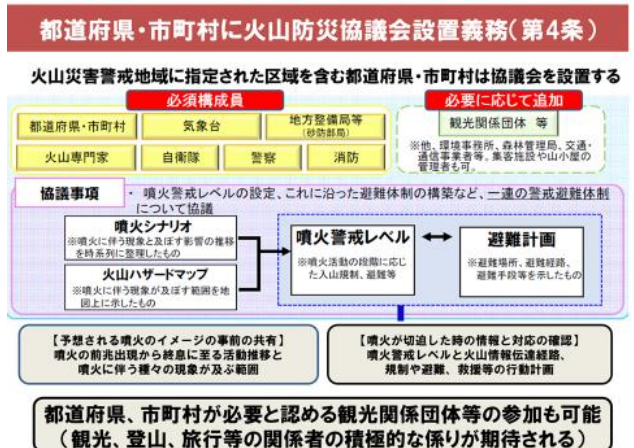 都道府県・市町村に火山防災協議会設置義務(第4条)
火山災害警戒地域に指定された区域を含む都道府県・市町村は協議会を設置する
必須構成員
都道府県・市町村
気象台
地方整備局等
(砂防部局)
火山専門家
自衛隊
警察
消防
必要に応じて追加
観光関係団体 等
※他、環境事務所、森林管理局、交通・
通信事業者等。集客施設や山小屋の
管理者も可。
協議事項
・ 噴火警戒レベルの設定、これに沿った避難体制の構築など、一連の警戒避難体制
について協議
噴火シナリオ
※噴火に伴う現象と及ぼす影響の推移
を時系列に整理したもの
火山ハザードマップ
※噴火に伴う現象が及ぼす範囲を地
図上に示したもの
噴火警戒レベル
※噴火活動の段階に応じ
た入山規制、避難等
避難計画
※避難場所、避難経路、
避難手段等を示したもの
【予想される噴火のイメージの事前の共有】
噴火の前兆出現から終息に至る活動推移と
噴火に伴う種々の現象が及ぶ範囲
【噴火が切迫した時の情報と対応の確認】
噴火警戒レベルと火山情報伝達経路、
規制や避難、救援等の行動計画
都道府県、市町村が必要と認める観光関係団体等の参加も可能
(観光、登山、旅行等の関係者の積極的な係りが期待される)